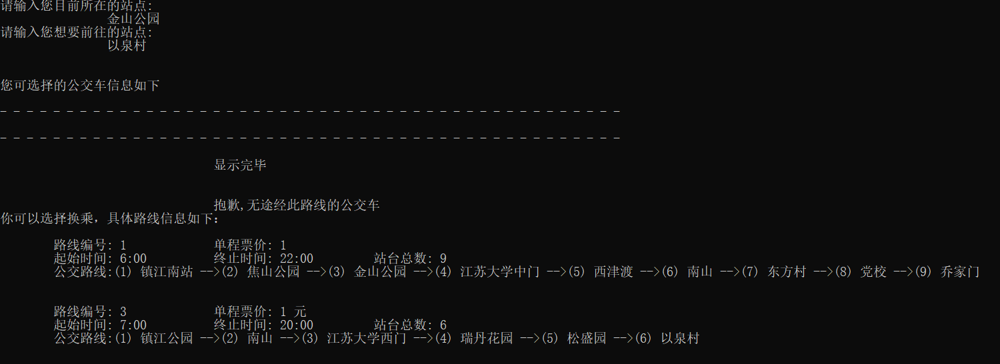 请输入您目前所在的站点:
金山公园
请输入您想要前往的站点:
以泉村
您可选择的公交车信息如下
_ _ _ _ _ _ _ _ _ _ _ _ _ _ _ _ _ _ _ _ _ _ _ _ _ _ _ _ _ _ _ _ _ _ _ _ _ _ _ _ _ _ _ _ _ _ _
_ _ _ _ _ _ _ _ _ _ _ _ _ _ _ _ _ _ _ _ _ _ _ _ _ _ _ _ _ _ _ _ _ _ _ _ _ _ _ _ _ _ _ _ _ _ _
显示完毕
抱歉,无途经此路线的公交车
你可以选择换乘，具体路线信息如下：
路线编号: 1 单程票价: 1
起始时间: 6:00 终止时间: 22:00 站台总数: 9
公交路线:(1) 镇江南站 -->(2) 焦山公园 -->(3) 金山公园 -->(4) 江苏大学中门 -->(5) 西津渡 -->(6) 南山 -->(7) 东方村 -->(8) 党校 -->(9) 乔家门
路线编号: 3 单程票价: 1 元
起始时间: 7:00 终止时间: 20:00 站台总数: 6
公交路线:(1) 镇江公园 -->(2) 南山 -->(3) 江苏大学西门 -->(4) 瑞丹花园 -->(5) 松盛园 -->(6) 以泉村